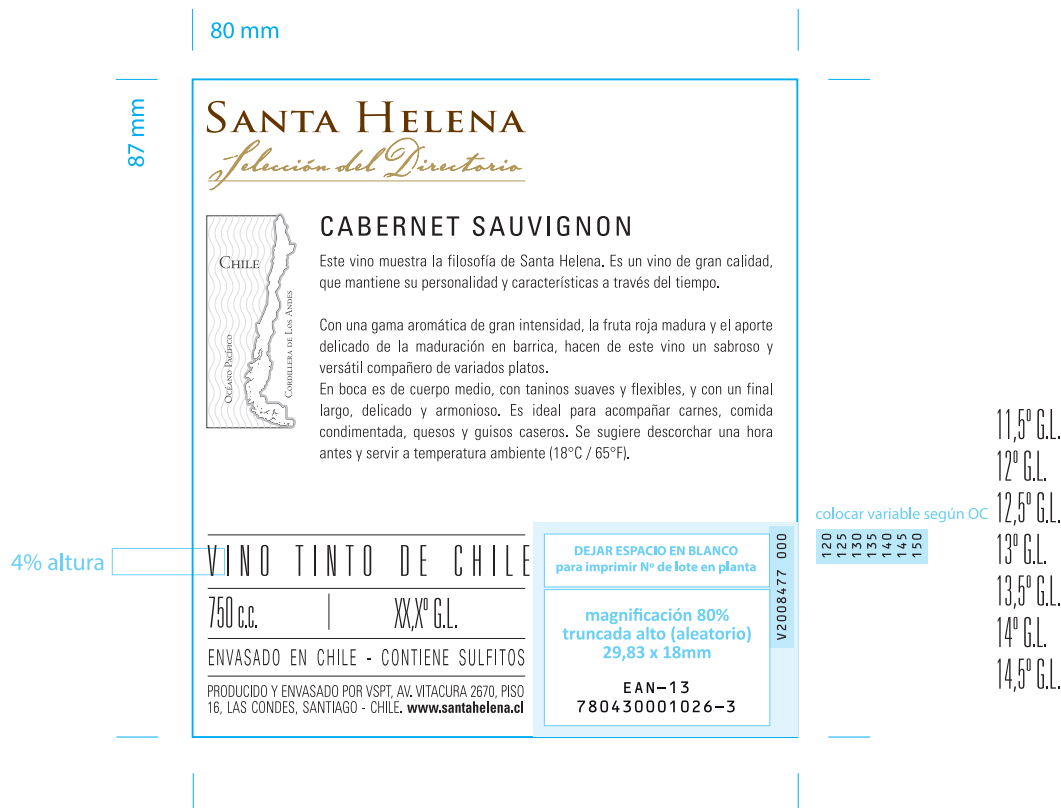 80 mm
87 mm
SANTA HELENA
Selección del Directorio
CHILE
OCÉANO PACÍFICO
CORDILLERA DE LOS ANDES
CABERNET SAUVIGNON
Este vino muestra la filosofía de Santa Helena. Es un vino de gran calidad,
que mantiene su personalidad y características a través del tiempo.
Con una gama aromática de gran intensidad, la fruta roja madura y el aporte
delicado de la maduración en barrica, hacen de este vino un sabroso y
versátil compañero de variados platos.
En boca es de cuerpo medio, con taninos suaves y flexibles, y con un final
largo, delicado y armonioso. Es ideal para acompañar carnes, comida
condimentada, quesos y guisos caseros. Se sugiere descorchar una hora
antes y servir a temperatura ambiente (18°C / 65°F).
4% altura
VINO TINTO DE CHILE
750 c.c. | XX,Xº G.L.
ENVASADO EN CHILE - CONTIENE SULFITOS
PRODUCIDO Y ENVASADO POR VSPT, AV. VITACURA 2670, PISO
16, LAS CONDES, SANTIAGO - CHILE. www.santahelena.cl
DEJAR ESPACIO EN BLANCO
para imprimir Nº de lote en planta
magnificación 80%
truncada alto (aleatorio)
29,83 x 18mm
EAN-13
780430001026-3
V2008477 000
colocar variable según OC
120
125
130
135
140
145
150
11,5º G.L.
12º G.L.
12,5º G.L.
13º G.L.
13,5º G.L.
14º G.L.
14,5º G.L.